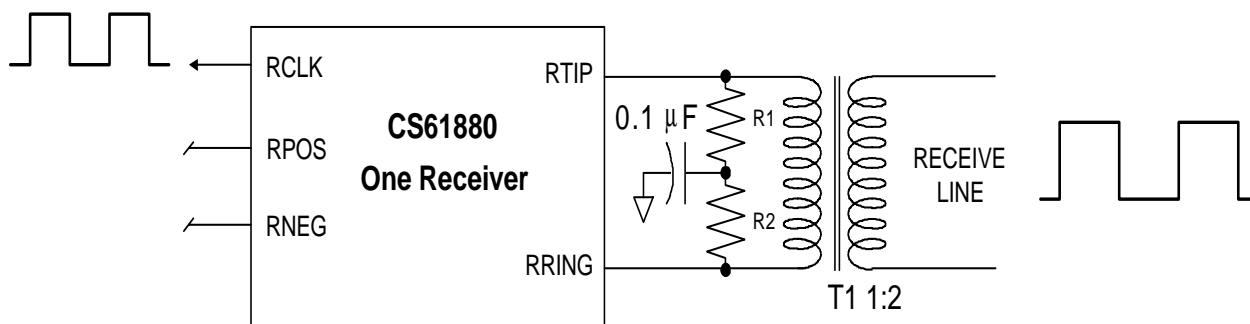 RCLK
RPOS
RNEG
CS61880
One Receiver
RTIP
RRING
0.1 μF
R1
R2
T1 1:2
RECEIVE
LINE